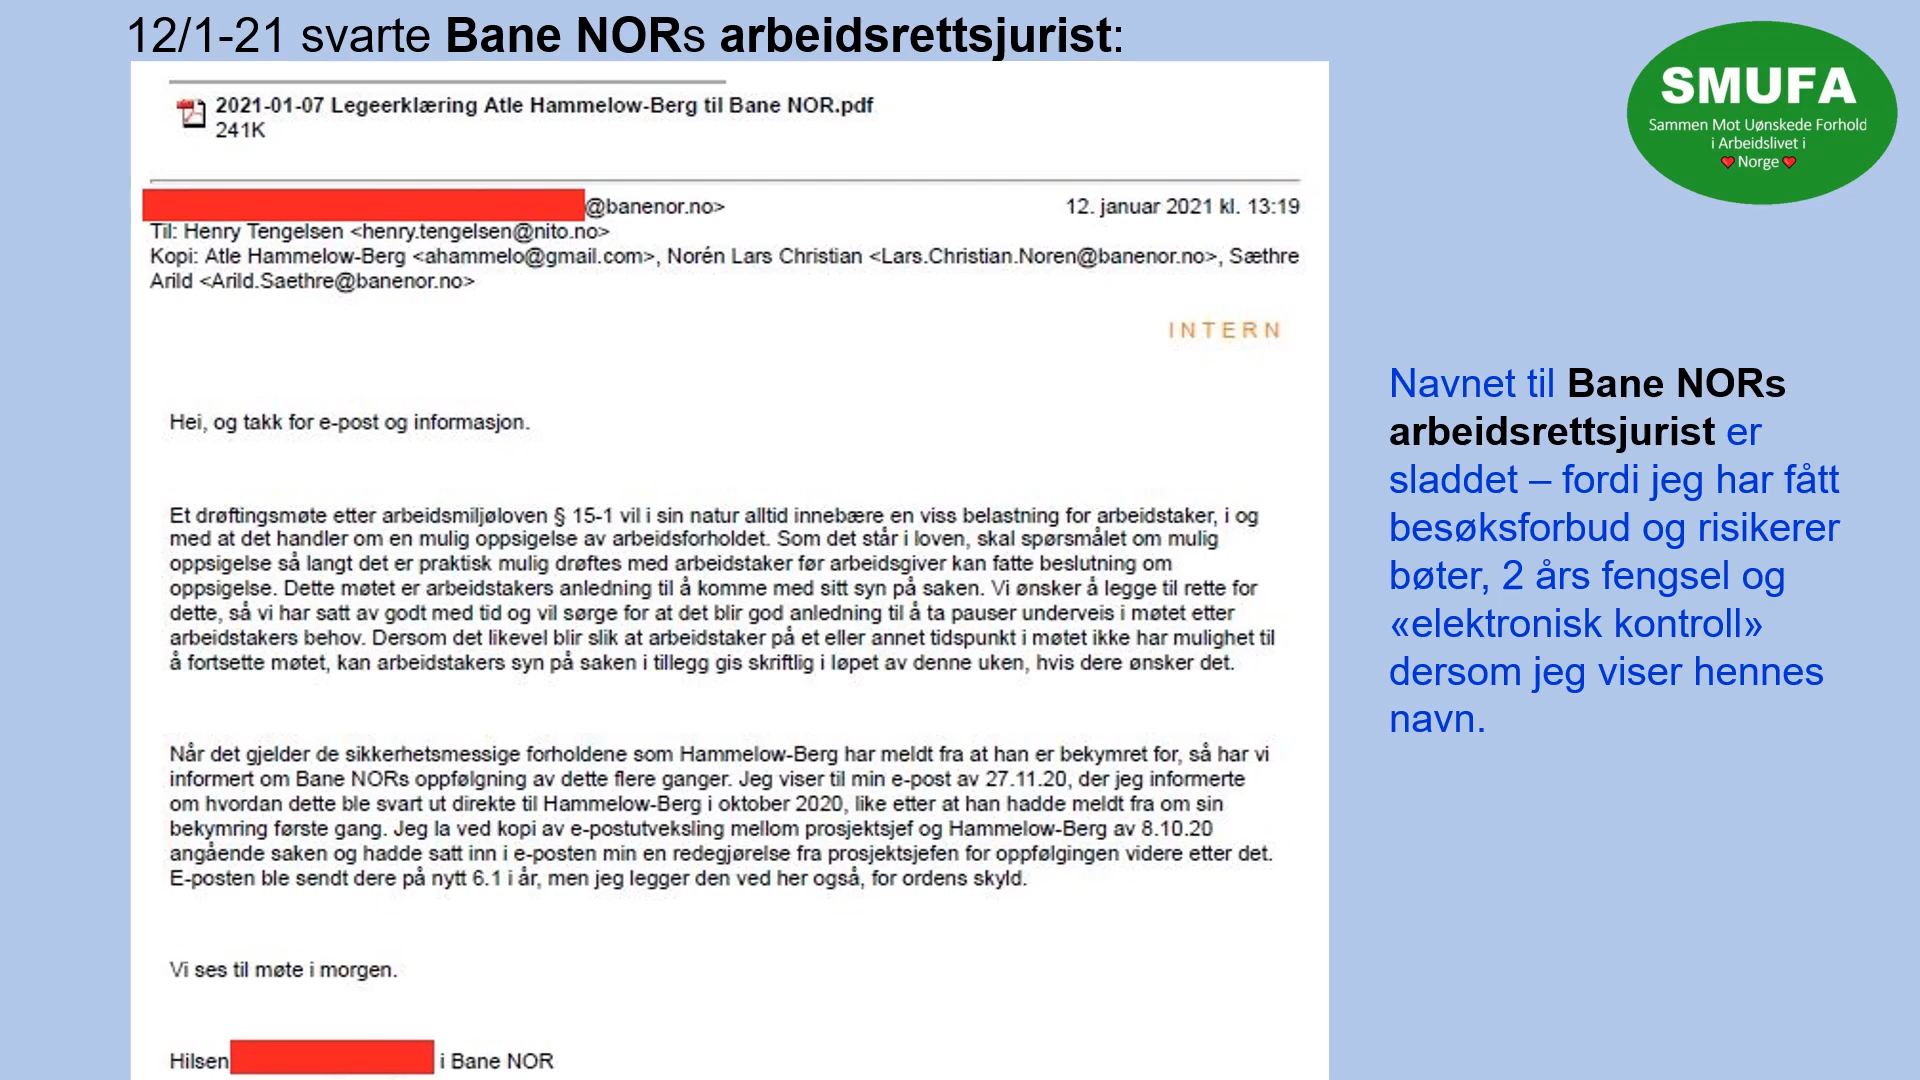 12/1-21 svarte Bane NORs arbeidsrettsjurist:
2021-01-07 Legeerklæring Atle Hammelow-Berg til Bane NOR.pdf
241K
@banenor.no>
12. januar 2021 kl. 13:19
Til: Henry Tengelsen <henry.tengelsen@nito.no>
Kopi: Atle Hammelow-Berg <ahammelo@gmail.com>, Norén Lars Christian <Lars.Christian.Noren@banenor.no>, Sæthre
Arild <Arild.Saethre@banenor.no>
INTERN
Hei, og takk for e-post og informasjon.
Et drøftingsmøte etter arbeidsmiljøloven § 15-1 vil i sin natur alltid innebære en viss belastning for arbeidstaker, i og
med at det handler om en mulig oppsigelse av arbeidsforholdet. Som det står i loven, skal spørsmålet om mulig
oppsigelse så langt det er praktisk mulig drøftes med arbeidstaker før arbeidsgiver kan fatte beslutning om
oppsigelse. Dette møtet er arbeidstakers anledning til å komme med sitt syn på saken. Vi ønsker å legge til rette for
dette, så vi har satt av godt med tid og vil sørge for at det blir god anledning til å ta pauser underveis i møtet etter
arbeidstakers behov. Dersom det likevel blir slik at arbeidstaker på et eller annet tidspunkt i møtet ikke har mulighet til
å fortsette møtet, kan arbeidstakers syn på saken i tillegg gis skriftlig i løpet av denne uken, hvis dere ønsker det.
Når det gjelder de sikkerhetsmessige forholdene som Hammelow-Berg har meldt fra at han er bekymret for, så har vi
informert om Bane NORs oppfølgning av dette flere ganger. Jeg viser til min e-post av 27.11.20, der jeg informerte
om hvordan dette ble svart ut direkte til Hammelow-Berg i oktober 2020, like etter at han hadde meldt fra om sin
bekymring første gang. Jeg la ved kopi av e-postutveksling mellom prosjektsjef og Hammelow-Berg av 8.10.20
angående saken og hadde satt inn i e-posten min en redegjørelse fra prosjektsjefen for oppfølgingen videre etter det.
E-posten ble sendt dere på nytt 6.1 i år, men jeg legger den ved her også, for ordens skyld.
Vi ses til møte i morgen.
Hilsen
i Bane NOR
SMUFA
Sammen Mot Uønskede Forhold
i Arbeidslivet i
Norge
Navnet til Bane NORs
arbeidsrettsjurist er
sladdet – fordi jeg har fått
besøksforbud og risikerer
bøter, 2 års fengsel og
«elektronisk kontroll»
dersom jeg viser hennes
navn.